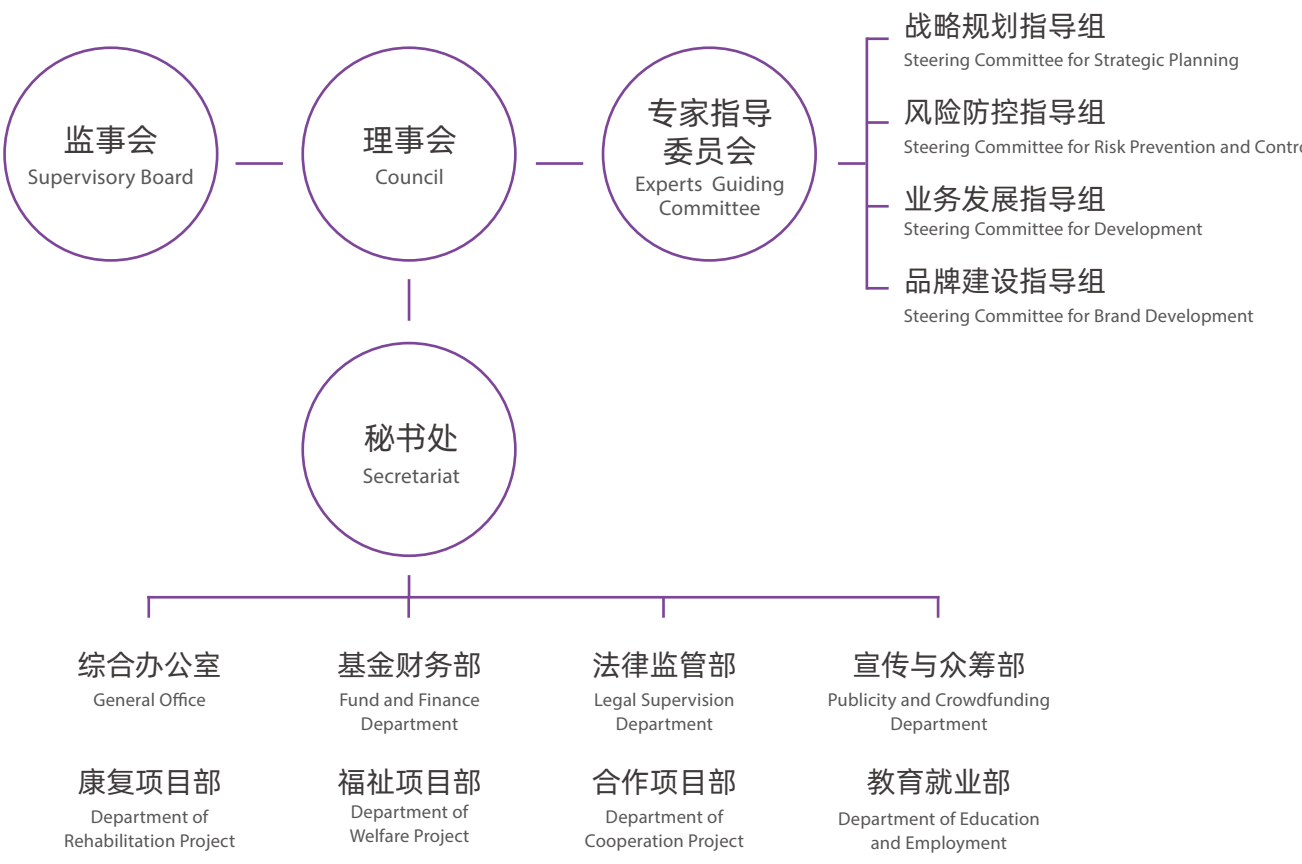 监事会
Supervisory Board
理事会
Council
专家指导
委员会
Experts Guiding
Committee
战略规划指导组
Steering Committee for Strategic Planning
风险防控指导组
Steering Committee for Risk Prevention and Contro
业务发展指导组
Steering Committee for Development
品牌建设指导组
Steering Committee for Brand Development
秘书处
Secretariat
综合办公室
General Office
基金财务部
Fund and Finance
Department
法律监管部
Legal Supervision
Department
宣传与众筹部
Publicity and Crowdfunding
Department
康复项目部
Department of
Rehabilitation Project
福祉项目部
Department of
Welfare Project
合作项目部
Department of
Cooperation Project
教育就业部
Department of Education
and Employment